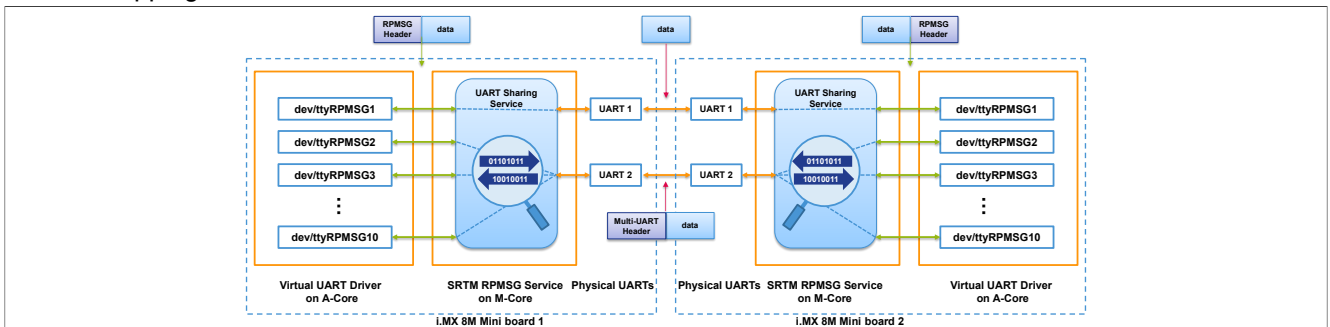 RPMSG
Header
data
data
data
RPMSG
Header
dev/ttyRPMSG1
dev/ttyRPMSG2
dev/ttyRPMSG3
dev/ttyRPMSG10
UART Sharing
Service
01101011
10010011
UART 1
UART 2
UART 1
UART 2
Multi-UART
Header
data
UART Sharing
Service
01101011
10010011
dev/ttyRPMSG1
dev/ttyRPMSG2
dev/ttyRPMSG3
dev/ttyRPMSG10
Virtual UART Driver
on A-Core
SRTM RPMSG Service
on M-Core
Physical UARTs
Physical UARTs
SRTM RPMSG Service
on M-Core
Virtual UART Driver
on A-Core
i.MX 8M Mini board 1
i.MX 8M Mini board 2